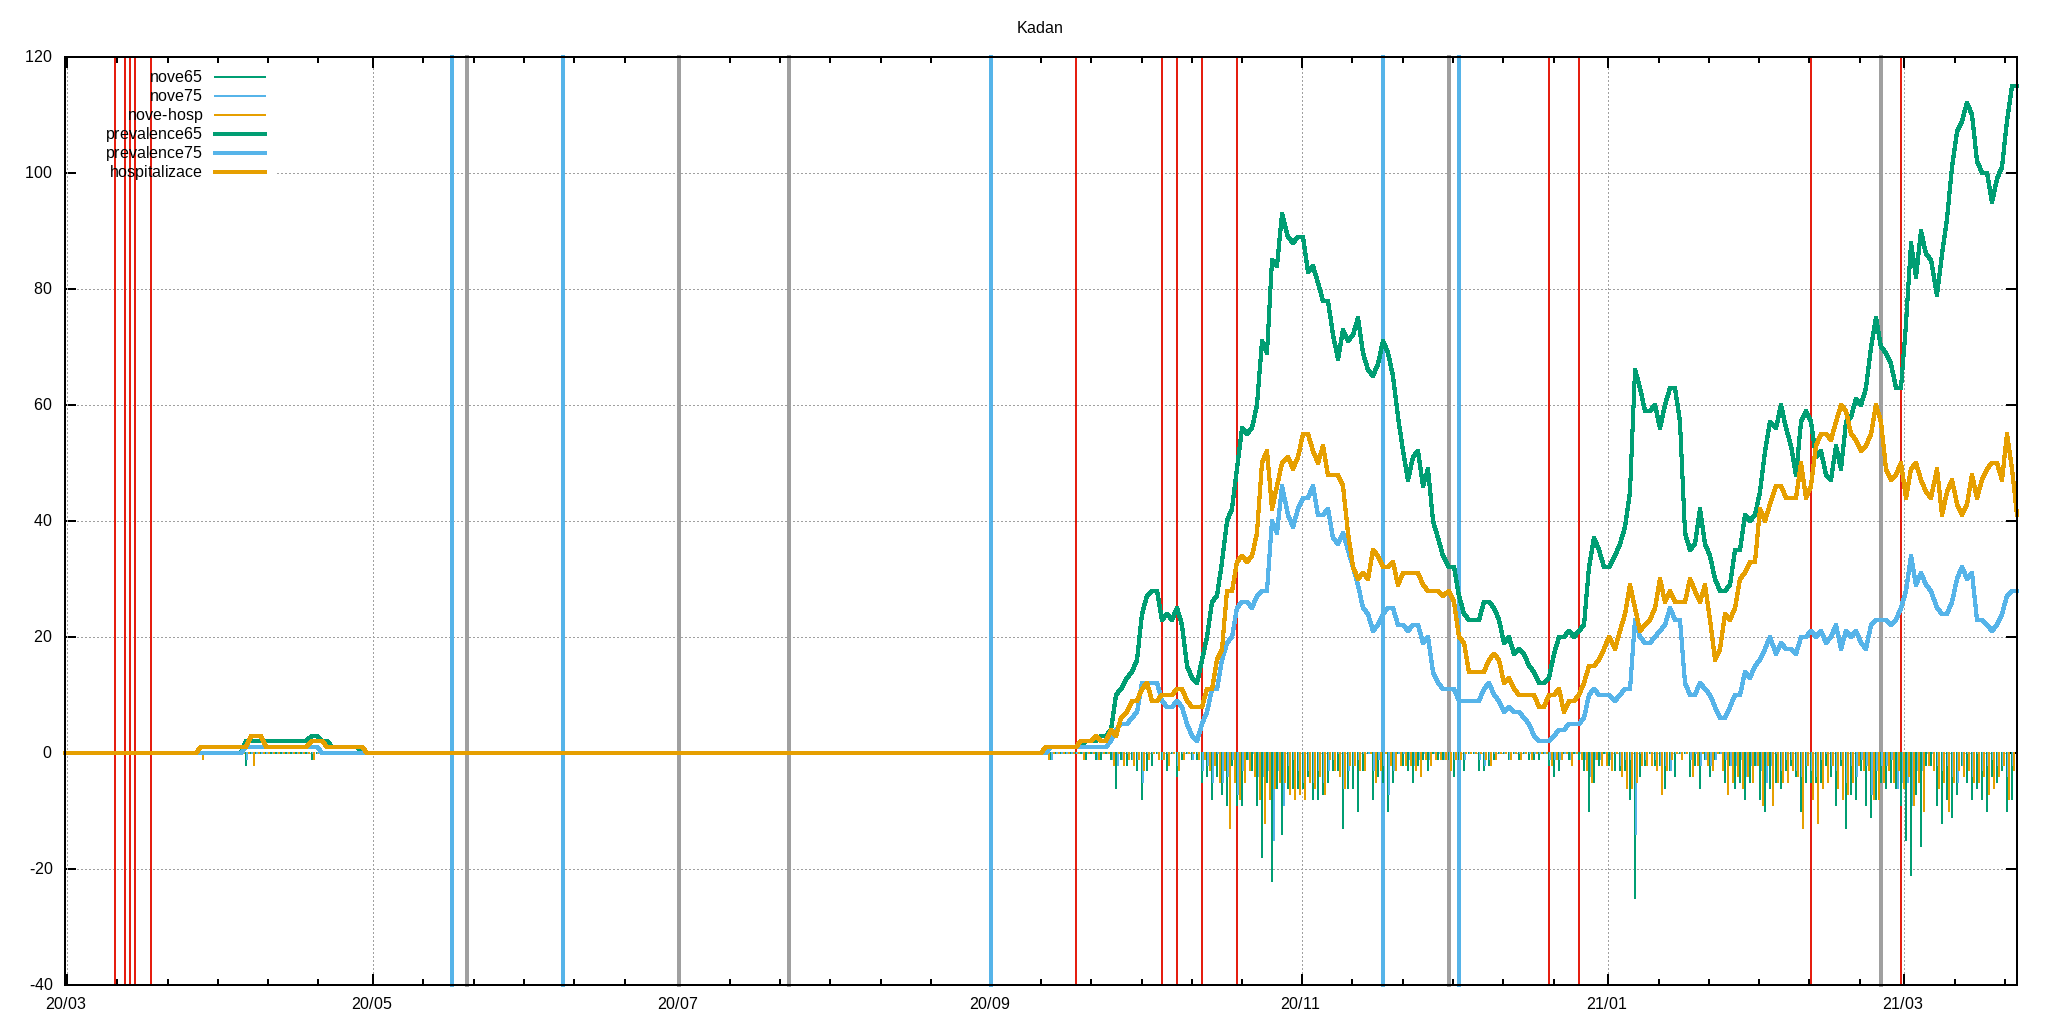 Kadan
120
100
80
60
40
20
0
-20
-40
nove65
nove75
nove-hosp
prevalence65
prevalence75
hospitalizace
20/03 20/05 20/07 20/09 20/11 21/01 21/03